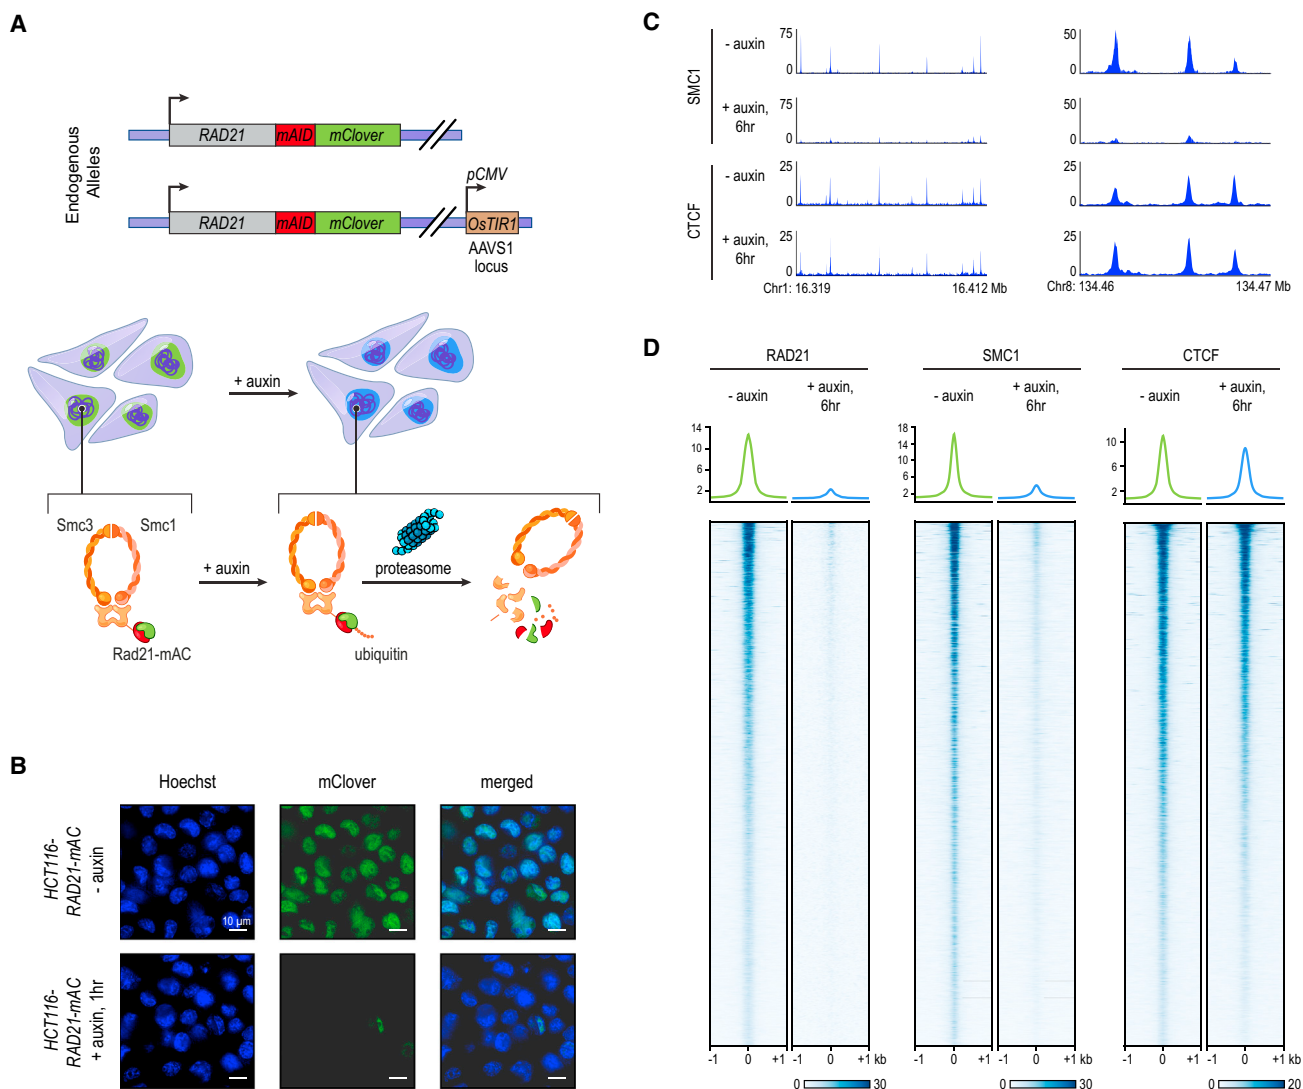 A
Endogenous
Alleles
RAD21 mAID mClover
pCMV
RAD21 mAID mClover OsTIR1
AAVS1
locus
+ auxin
Smc3 Smc1
+ auxin
proteasome
Rad21-mAC
ubiquitin
B
Hoechst mClover merged
HCT116-
RAD21-mAC
- auxin
10 µm
HCT116-
RAD21-mAC
+ auxin, 1hr
C
SMC1
- auxin
75
0
50
0
+ auxin,
6hr
75
0
50
0
CTCF
- auxin
25
0
25
0
+ auxin,
6hr
25
0
25
0
Chr1: 16.319 16.412 Mb
Chr8: 134.46 134.47 Mb
D
RAD21 SMC1 CTCF
- auxin + auxin,
6hr
- auxin + auxin,
6hr
- auxin + auxin,
6hr
14
10
6
2
18
14
10
6
2
10
6
2
-1 0 +1 -1 0 +1 kb
-1 0 +1 -1 0 +1 kb
-1 0 +1 -1 0 +1 kb
0 30
0 30
0 20